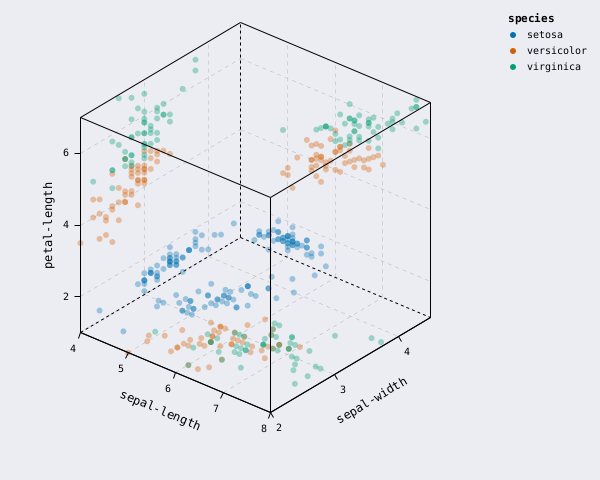 species
setosa
versicolor
virginica
6
4
2
petal-length
4
5
6
7
8
sepal-length
2
3
4
sepal-width